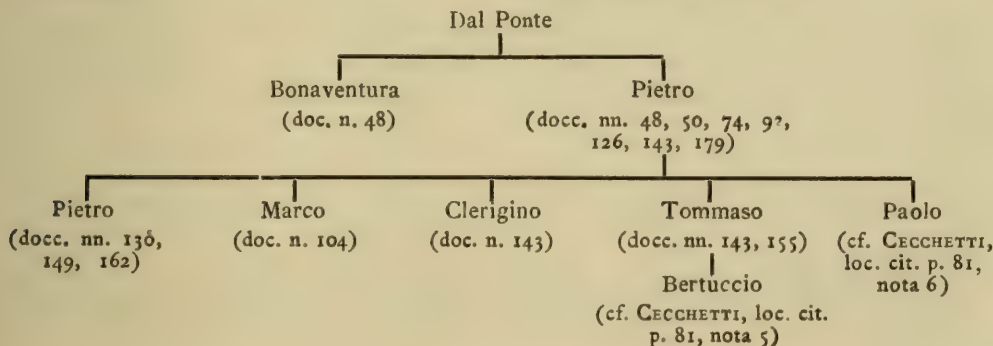 Dal Ponte
Bonaventura
(doc. n. 48)
Pietro
(docc. nn. 48, 50, 74, 9?,
126, 143, 179)
Pietro
(docc. nn.
149, 162)
Marco
(doc. n. 104)
Clerigino
(doc. n. 143)
Tommaso
(docc. nn. 143, 155)
Bertuccio
(cf. CECCHETTI, loc. cit.
p. 81, nota 5)
Paolo
(cf. CECCHETTI,
loc. cit. p. 81,
nota 6)